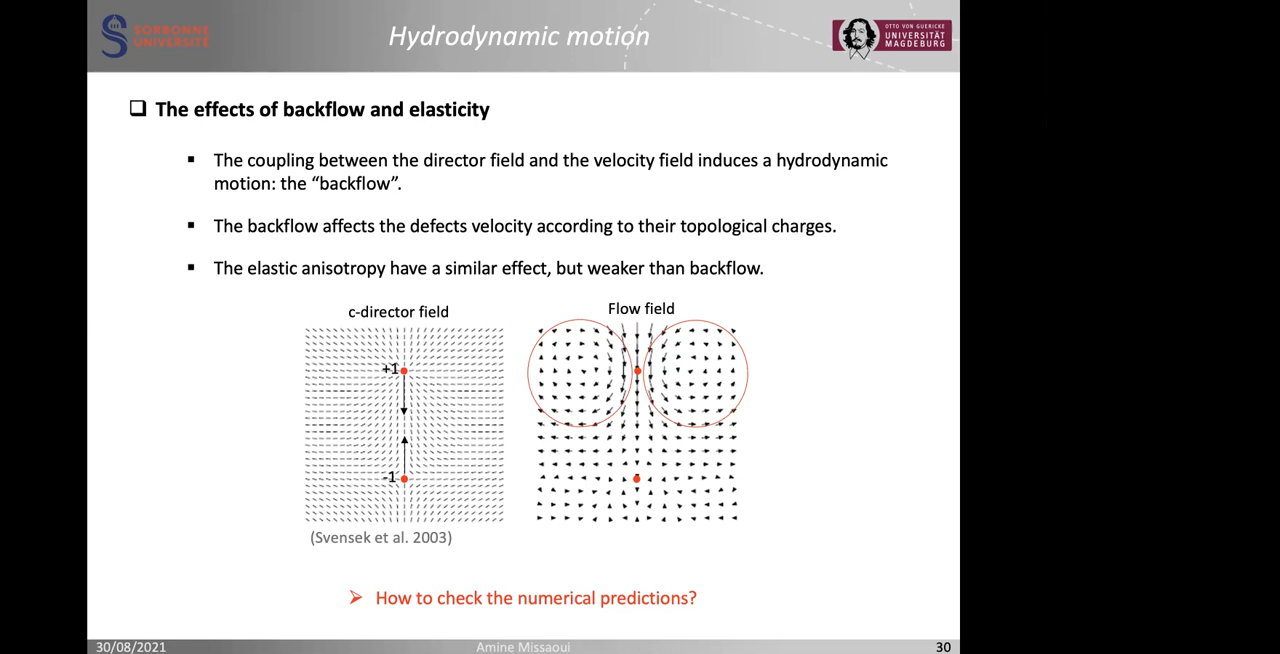 SORBONNE
UNIVERSITÉ
Hydrodynamic motion
OTTO VON GUERICKE
UNIVERSITÄT
MAGDEBURG
The effects of backflow and elasticity
The coupling between the director field and the velocity field induces a hydrodynamic
motion: the “backflow”.
The backflow affects the defects velocity according to their topological charges.
The elastic anisotropy have a similar effect, but weaker than backflow.
c-director field
Flow field
+1
-1
(Svensek et al. 2003)
How to check the numerical predictions?
30/08/2021
Amine Missaoui
30